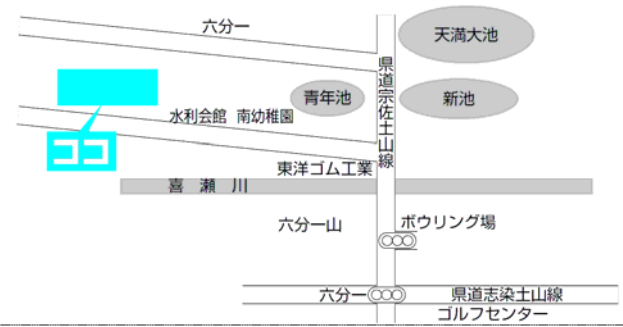 六分一
天満大池
県道宗佐土山線
青年池
新池
水利会館 南幼稚園
ココ
東洋ゴム工業
喜瀬川
六分一山
ボウリング場
六分一
県道志染土山線
ゴルフセンター